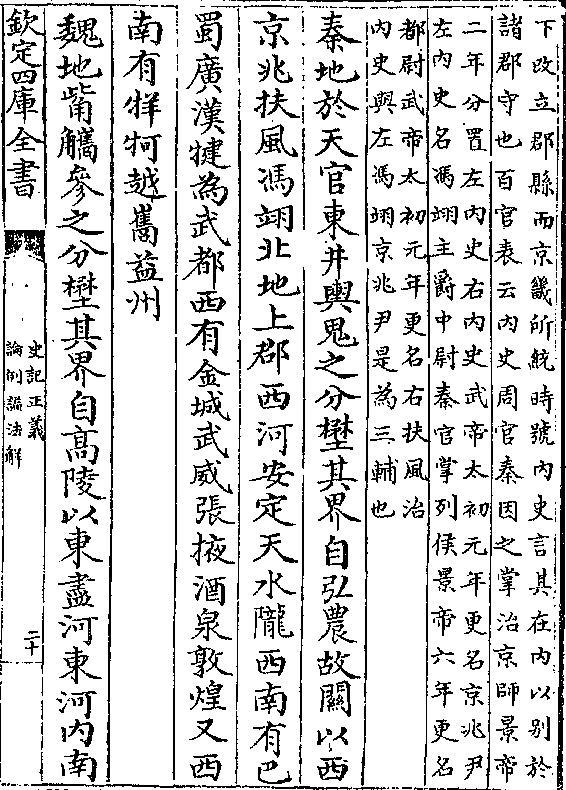 下改立郡縣而京畿所統時號內史言其在內以別於
諸郡守也百官表云內史周官秦因之掌治京師景帝
二年分置左內史右內史武帝太初元年更名京兆尹
左內史名馮翊主爵中尉秦官掌列侯景帝六年更名
都尉武帝太初元年更名右扶風治
內史與左馮翊京兆尹是為三輔也
秦地於天官東井輿鬼之分壄其界自弘農故關以西
京兆扶風馮翊北地上郡西河安定天水隴西南有巴
蜀廣漢犍為武都西有金城武威張掖酒泉敦煌又西
南有牂牁越巂益州
魏地觜觿參之分壄其界自高陵以東盡河東河內南
欽定四庫全書
史記正義
論例謚法解
二十